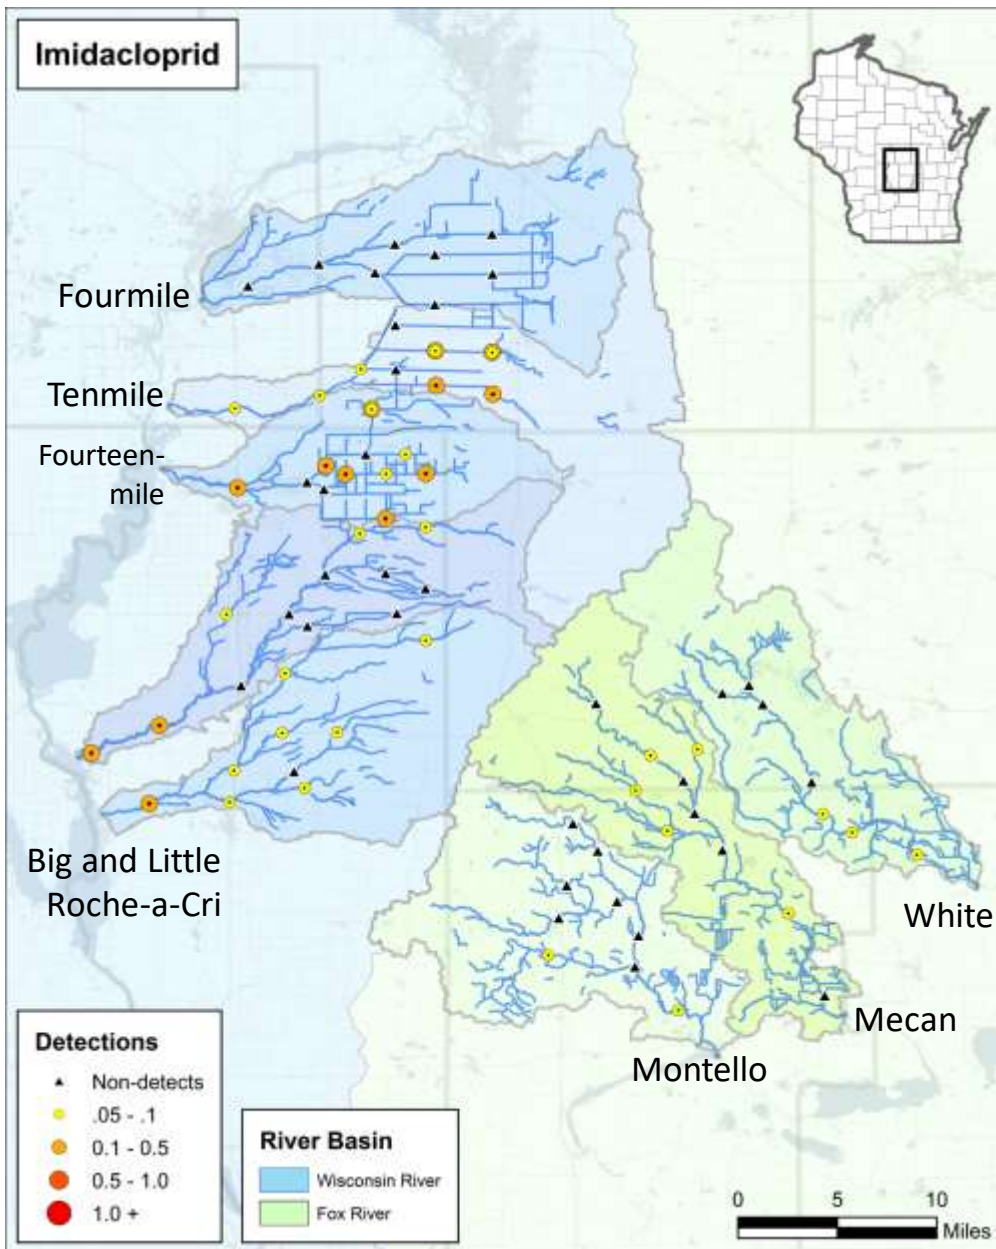 Imidacloprid
Fourmile
Tenmile
Fourteen-
mile
Big and Little
Roche-a-Cri
White
Mecan
Montello
Detections
Non-detects
.05 - .1
0.1 - 0.5
0.5 - 1.0
1.0 +
River Basin
Wisconsin River
Fox River
0 5 10
Miles